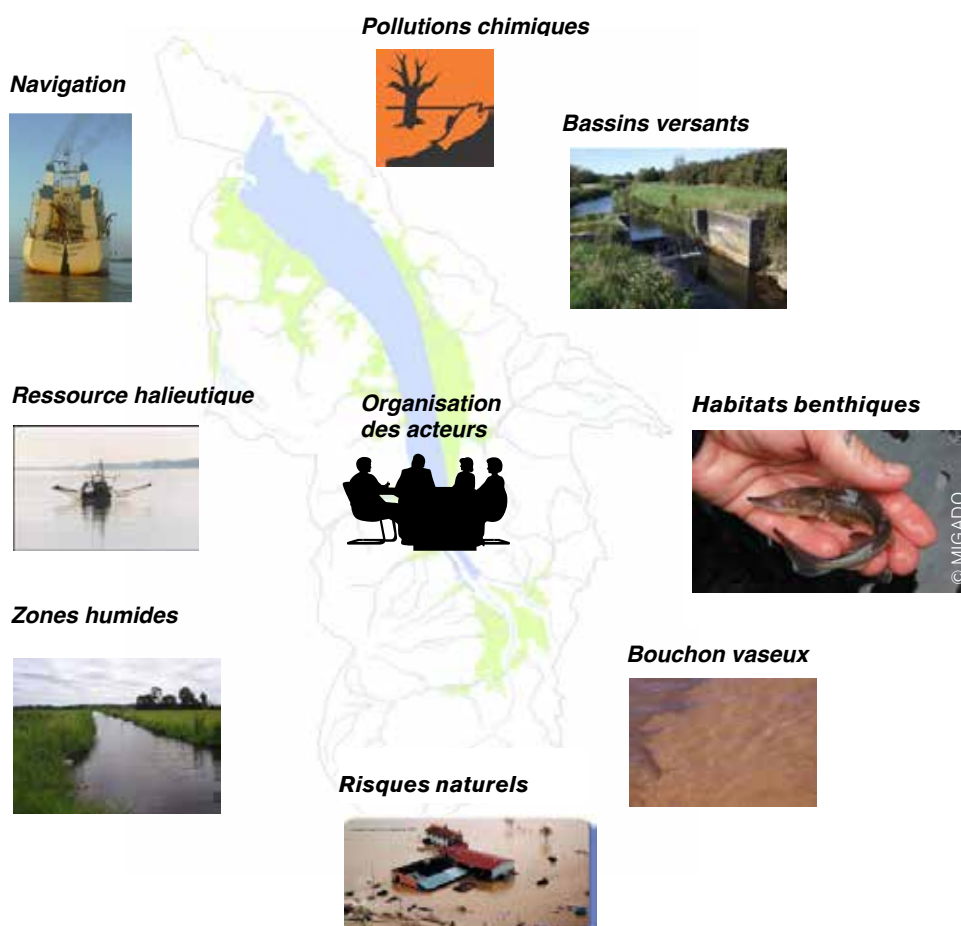 Pollutions chimiques
Navigation
Bassins versants
Ressource halieutique
Organisation
des acteurs
Habitats benthiques
© MIGADO
Zones humides
Bouchon vaseux
Risques naturels